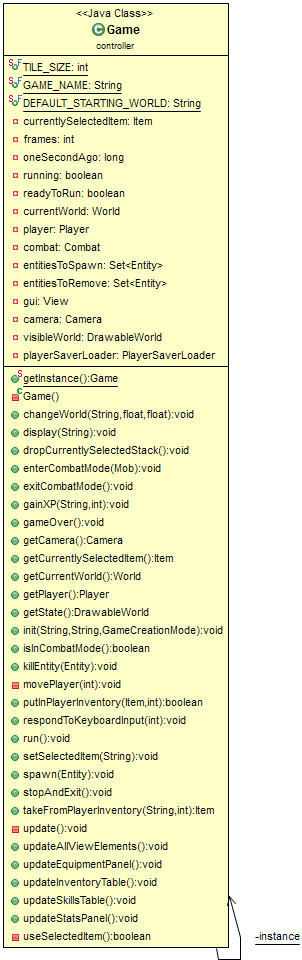 <<Java Class>>
Game
controller
TILE_SIZE: int
GAME_NAME: String
DEFAULT_STARTING_WORLD: String
currentlySelectedItem: Item
frames: int
oneSecondAgo: long
running: boolean
readyToRun: boolean
currentWorld: World
player: Player
combat: Combat
entitiesToSpawn: Set<Entity>
entitiesToRemove: Set<Entity>
gui: View
camera: Camera
visibleWorld: DrawableWorld
playerSaverLoader: PlayerSaverLoader
getInstance():Game
Game()
changeWorld(String,float,float):void
display(String):void
dropCurrentlySelectedStack():void
enterCombatMode(Mob):void
exitCombatMode():void
gainXP(String,int):void
gameOver():void
getCamera():Camera
getCurrentlySelectedItem():Item
getCurrentWorld():World
getPlayer():Player
getState():DrawableWorld
init(String,String,GameCreationMode):void
isInCombatMode():boolean
killEntity(Entity):void
movePlayer(int):void
putInPlayerInventory(Item,int):boolean
respondToKeyboardInput(int):void
run():void
setSelectedItem(String):void
spawn(Entity):void
stopAndExit():void
takeFromPlayerInventory(String,int):Item
update():void
updateAllViewElements():void
updateEquipmentPanel():void
updateInventoryTable():void
updateSkillsTable():void
updateStatsPanel():void
useSelectedItem():boolean
-instance